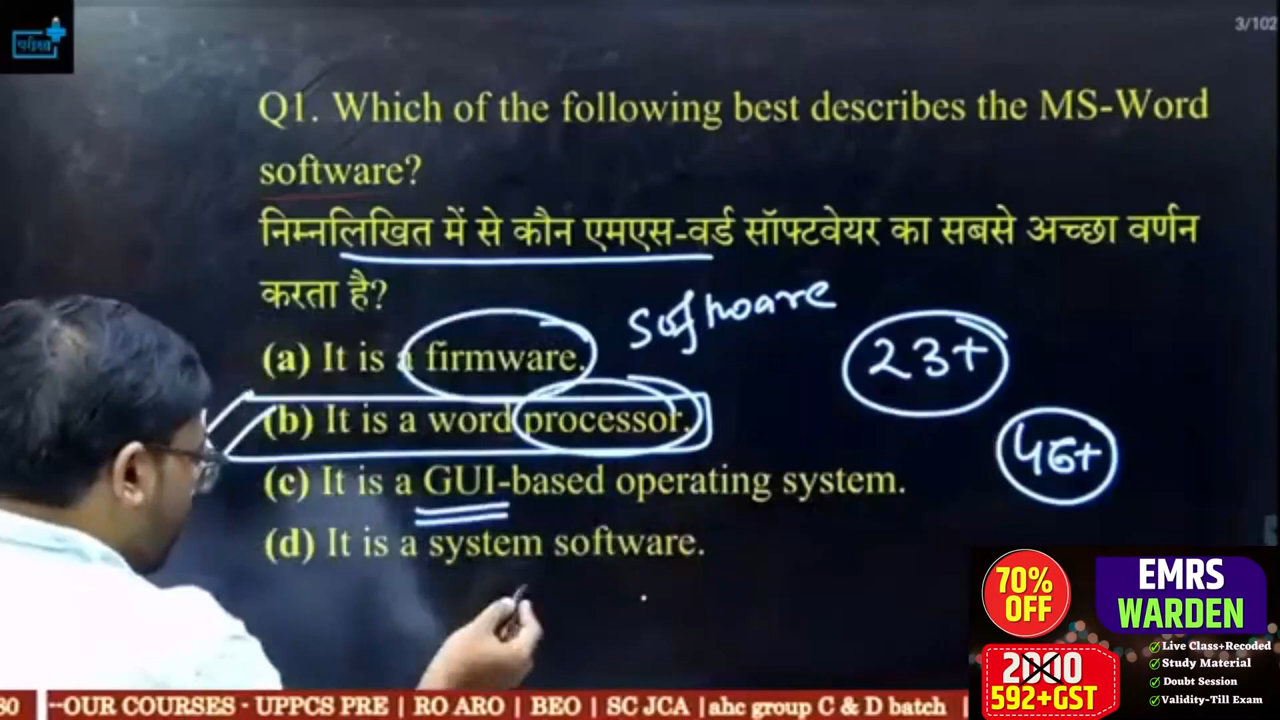 परीक्षा
3/102
Q1. Which of the following best describes the MS-Word
software?
निम्नलिखित में से कौन एमएस-वर्ड सॉफ्टवेयर का सबसे अच्छा वर्णन
करता है?
Software
(a) It is a firmware.
23+
(b) It is a word processor.
46+
(c) It is a GUI-based operating system.
(d) It is a system software.
70%
OFF
EMRS
WARDEN
2000
592+GST
Live Class+Recoded
Study Material
Doubt Session
Validity-Till Exam
--OUR COURSES - UPPCS PRE | RO ARO | BEO | SC JCA |ahc group C & D batch |